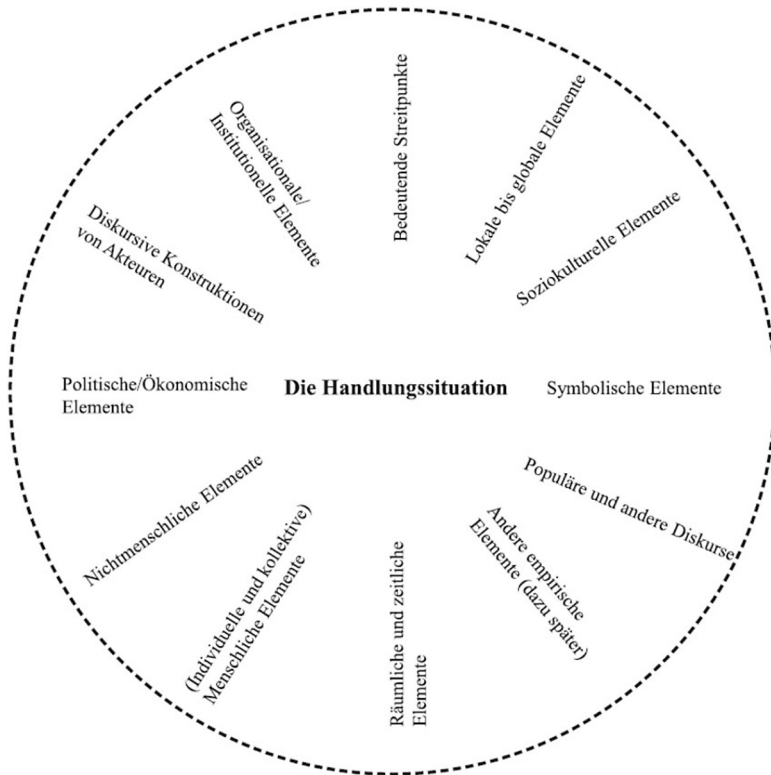 Bedeutende Streitpunkte
Lokale bis globale Elemente
Soziokulturelle Elemente
Symbolische Elemente
Populäre und andere Diskurse
Andere empirische
Elemente (dazu später)
Räumliche und zeitliche
Elemente
(Individuelle und kollektive)
Menschliche Elemente
Nichtmenschliche Elemente
Politische/Ökonomische
Elemente
Diskursive Konstruktionen
von Akteuren
Organisationale/
Institutionelle Elemente
Die Handlungssituation